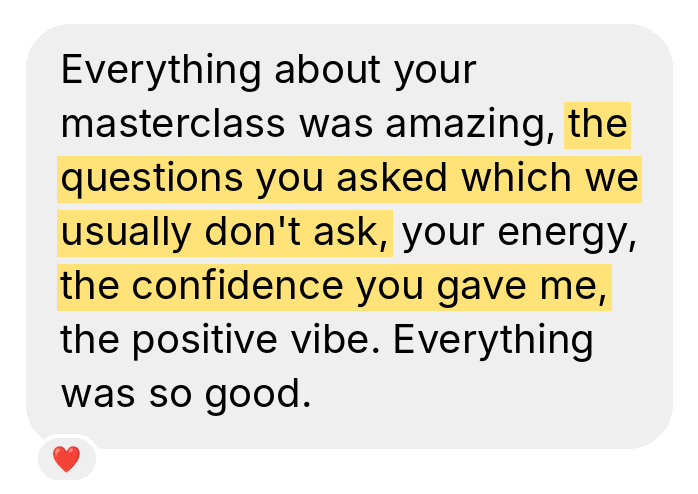 Everything about your
masterclass was amazing, the
questions you asked which we
usually don't ask, your energy,
the confidence you gave me,
the positive vibe. Everything
was so good.